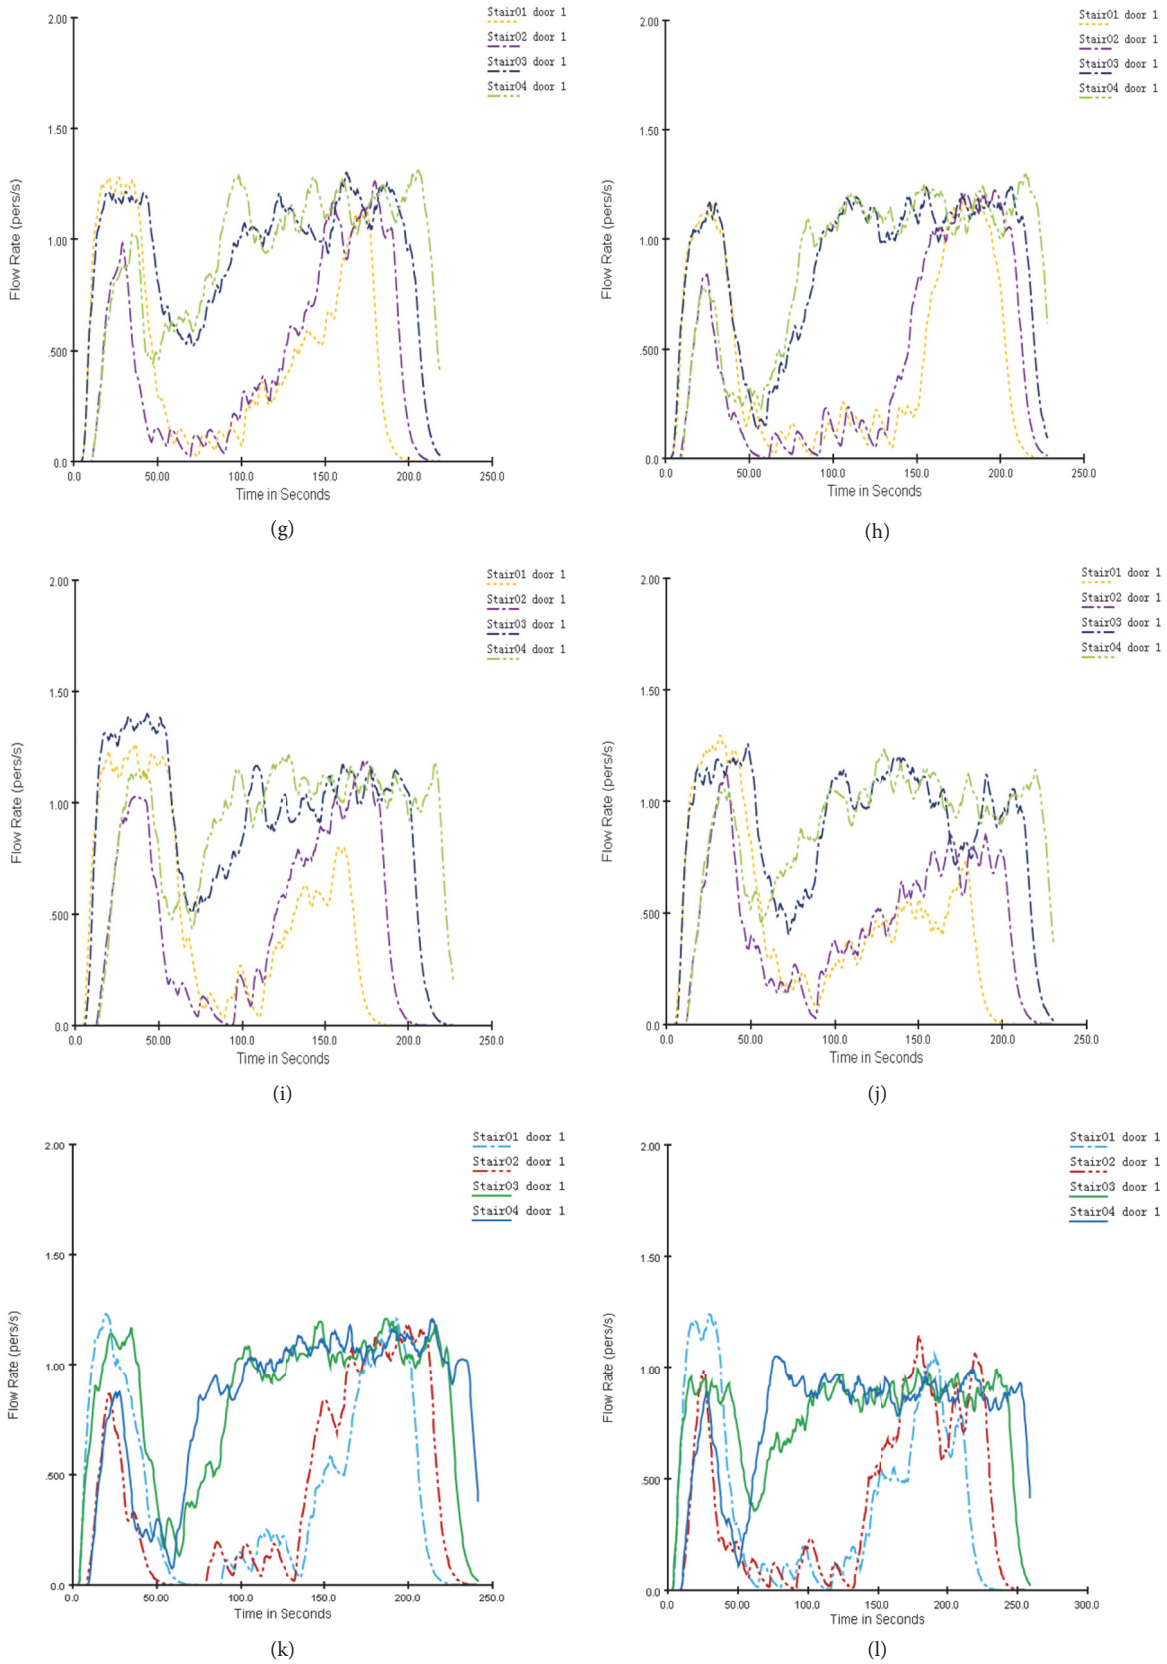 2.00
1.50
1.00
.500
0.0
Flow Rate (pers/s)
0.0 50.00 100.0 150.0 200.0 250.0
Time in Seconds
Stair01 door 1
Stair02 door 1
Stair03 door 1
Stair04 door 1
(g)
2.00
1.50
1.00
.500
0.0
Flow Rate (pers/s)
0.0 50.00 100.0 150.0 200.0 250.0
Time in Seconds
Stair01 door 1
Stair02 door 1
Stair03 door 1
Stair04 door 1
(h)
2.00
1.50
1.00
.500
0.0
Flow Rate (pers/s)
0.0 50.00 100.0 150.0 200.0 250.0
Time in Seconds
Stair01 door 1
Stair02 door 1
Stair03 door 1
Stair04 door 1
(i)
2.00
1.50
1.00
.500
0.0
Flow Rate (pers/s)
0.0 50.00 100.0 150.0 200.0 250.0
Time in Seconds
Stair01 door 1
Stair02 door 1
Stair03 door 1
Stair04 door 1
(j)
2.00
1.50
1.00
.500
0.0
Flow Rate (pers/s)
0.0 50.00 100.0 150.0 200.0 250.0
Time in Seconds
Stair01 door 1
Stair02 door 1
Stair03 door 1
Stair04 door 1
(k)
2.00
1.50
1.00
.500
0.0
Flow Rate (pers/s)
0.0 50.00 100.0 150.0 200.0 250.0 300.0
Time in Seconds
Stair01 door 1
Stair02 door 1
Stair03 door 1
Stair04 door 1
(l)